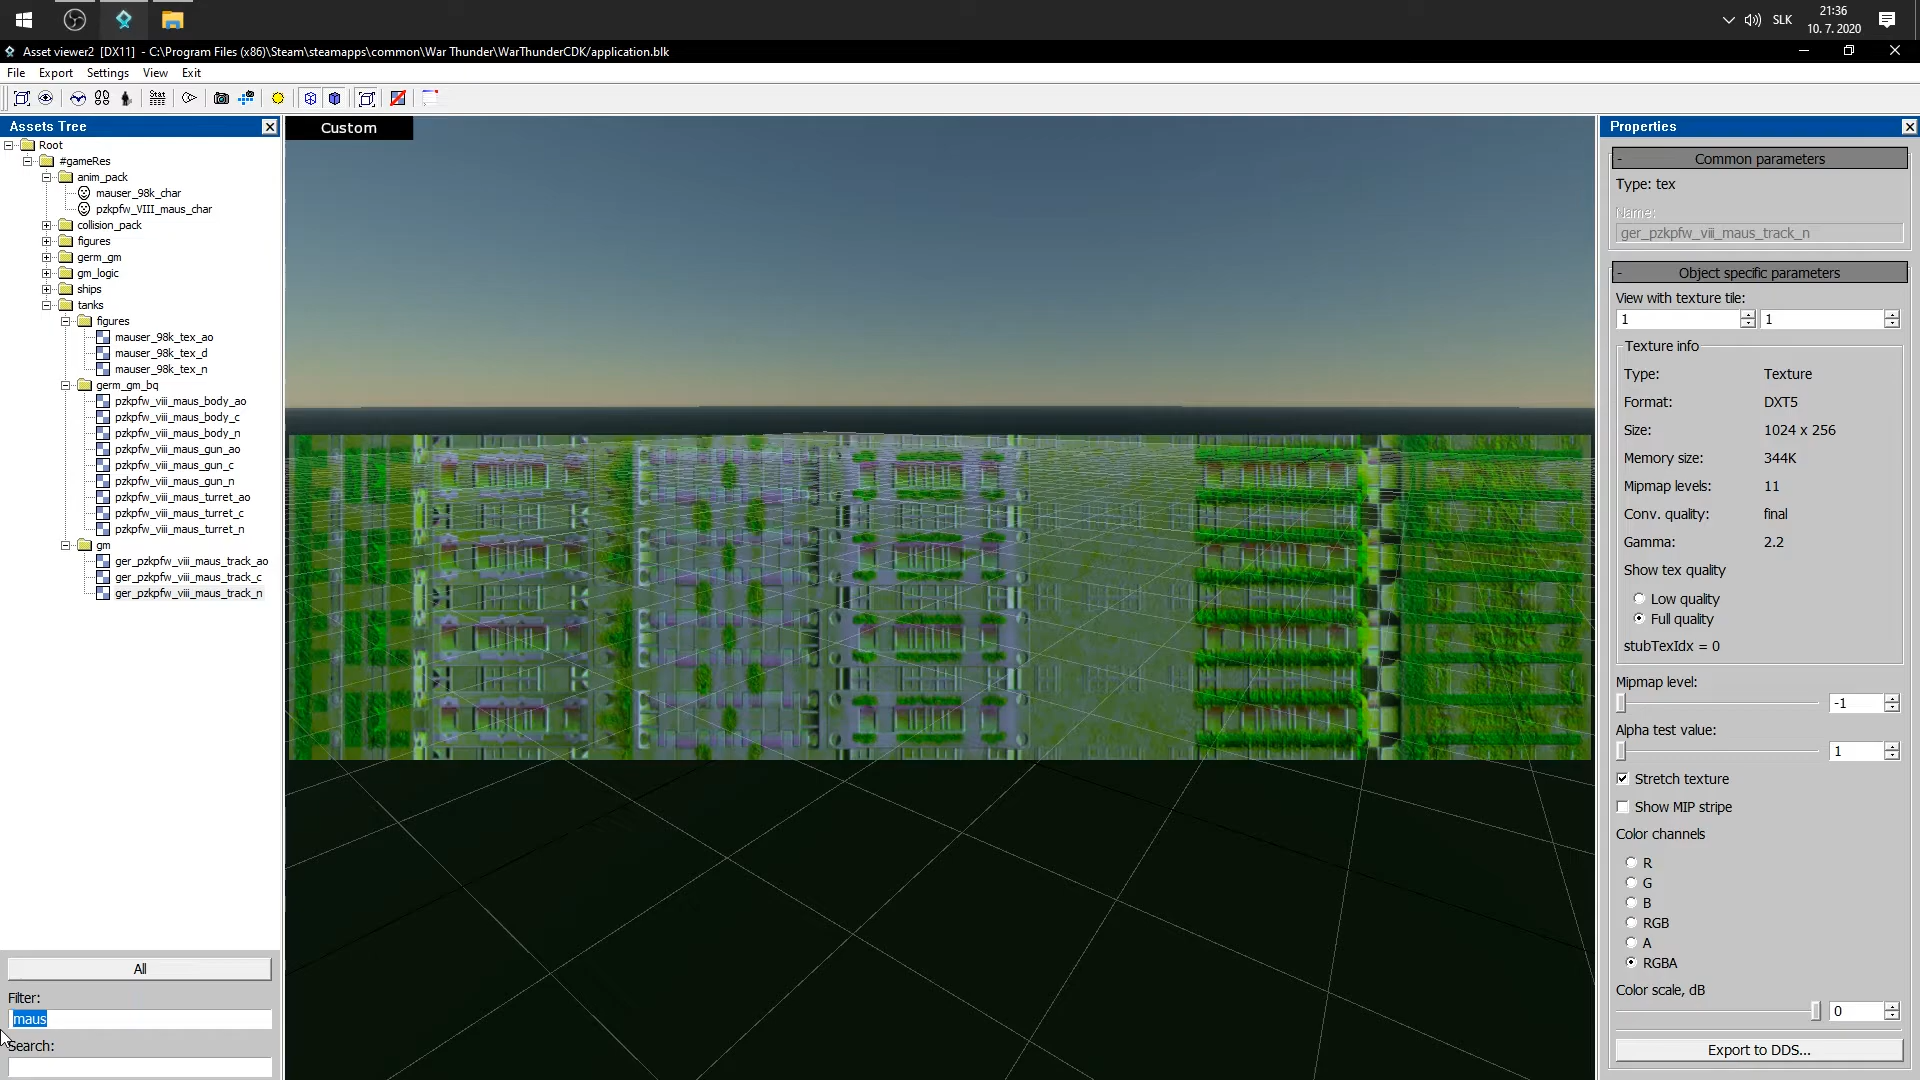 SLK
21:36
10. 7. 2020
Asset viewer2 [DX11] - C:\Program Files (x86)\Steam\steamapps\common\War Thunder\WarThunderCDK/application.blk
File Export Settings View Exit
Stat
Assets Tree
Root
#gameRes
anim_pack
mauser_98k_char
pzkpfw_VIII_maus_char
collision_pack
figures
germ_gm
gm_logic
ships
tanks
figures
mauser_98k_tex_ao
mauser_98k_tex_d
mauser_98k_tex_n
germ_gm_bq
pzkpfw_viii_maus_body_ao
pzkpfw_viii_maus_body_c
pzkpfw_viii_maus_body_n
pzkpfw_viii_maus_gun_ao
pzkpfw_viii_maus_gun_c
pzkpfw_viii_maus_gun_n
pzkpfw_viii_maus_turret_ao
pzkpfw_viii_maus_turret_c
pzkpfw_viii_maus_turret_n
gm
ger_pzkpfw_viii_maus_track_ao
ger_pzkpfw_viii_maus_track_c
ger_pzkpfw_viii_maus_track_n
All
Filter:
maus
Search:
Custom
Properties
- Common parameters
Type: tex
Name:
ger_pzkpfw_viii_maus_track_n
- Object specific parameters
View with texture tile:
1 1
Texture info
Type: Texture
Format: DXT5
Size: 1024 x 256
Memory size: 344K
Mipmap levels: 11
Conv. quality: final
Gamma: 2.2
Show tex quality
Low quality
Full quality
stubTexIdx = 0
Mipmap level:
-1
Alpha test value:
1
Stretch texture
Show MIP stripe
Color channels
R
G
B
RGB
A
RGBA
Color scale, dB
0
Export to DDS...